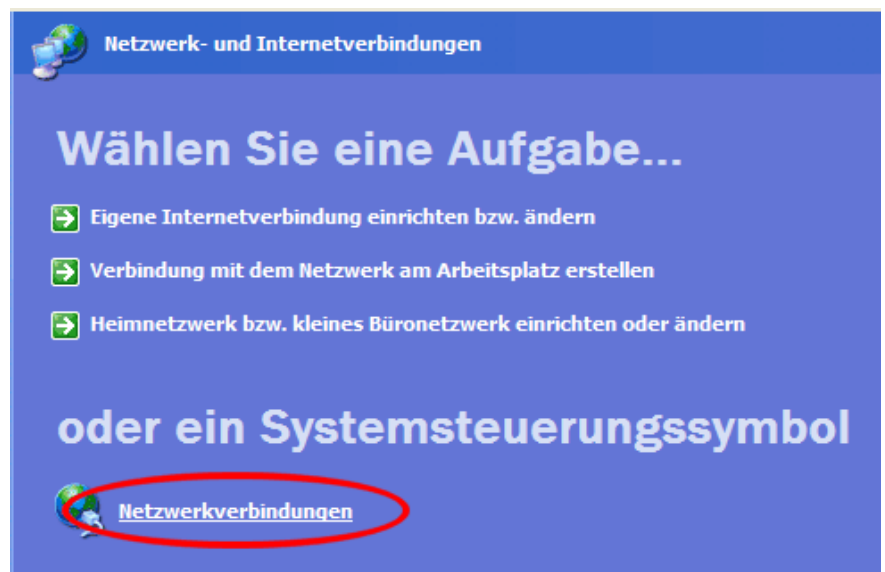 Netzwerk- und Internetverbindungen
Wählen Sie eine Aufgabe...
Eigene Internetverbindung einrichten bzw. ändern
Verbindung mit dem Netzwerk am Arbeitsplatz erstellen
Heimnetzwerk bzw. kleines Büronetzwerk einrichten oder ändern
oder ein Systemsteuerungssymbol
Netzwerkverbindungen